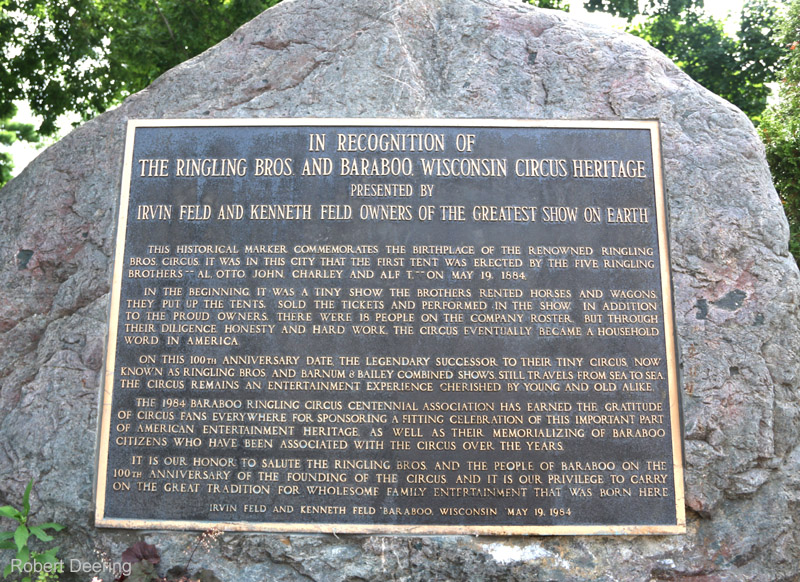 IN RECOGNITION OF
THE RINGLING BROS AND BARABOO, WISCONSIN CIRCUS HERITAGE
PRESENTED BY
IRVIN FELD AND KENNETH FELD OWNERS OF THE GREATEST SHOW ON EARTH
THIS HISTORICAL MARKER COMMEMORATES THE BIRTHPLACE OF THE RENOWNED RINGLING
BROS. CIRCUS. IT WAS IN THIS CITY THAT THE FIRST TENT WAS ERECTED BY THE FIVE RINGLING
BROTHERS -- AL, OTTO, JOHN, CHARLEY, AND ALF T. -- ON MAY 19, 1884.
IN THE BEGINNING, IT WAS A TINY SHOW. THE BROTHERS RENTED HORSES AND WAGONS.
THEY PUT UP THE TENTS, SOLD THE TICKETS AND PERFORMED IN THE SHOW. IN ADDITION
TO THE PROUD OWNERS, THERE WERE 18 PEOPLE ON THE COMPANY ROSTER. BUT THROUGH
THEIR DILIGENCE, HONESTY AND HARD WORK, THE CIRCUS EVENTUALLY BECAME A HOUSEHOLD
WORD IN AMERICA.
ON THIS 100TH ANNIVERSARY DATE, THE LEGENDARY SUCCESSOR TO THEIR TINY CIRCUS, NOW
KNOWN AS RINGLING BROS. AND BARNUM & BAILEY COMBINED SHOWS, STILL TRAVELS FROM SEA TO SEA.
THE CIRCUS REMAINS AN ENTERTAINMENT EXPERIENCE CHERISHED BY YOUNG AND OLD ALIKE.
THE 1984 BARABOO RINGLING CIRCUS CENTENNIAL ASSOCIATION HAS EARNED THE GRATITUDE
OF CIRCUS FANS EVERYWHERE FOR SPONSORING A FITTING CELEBRATION OF THIS IMPORTANT PART
OF AMERICAN ENTERTAINMENT HERITAGE, AS WELL AS THEIR MEMORIALIZING OF BARABOO
CITIZENS WHO HAVE BEEN ASSOCIATED WITH THE CIRCUS OVER THE YEARS.
IT IS OUR HONOR TO SALUTE THE RINGLING BROS. AND THE PEOPLE OF BARABOO ON THE
100TH ANNIVERSARY OF THE FOUNDING OF THE CIRCUS AND IT IS OUR PRIVILEGE TO CARRY
ON THE GREAT TRADITION FOR WHOLESOME FAMILY ENTERTAINMENT THAT WAS BORN HERE.
IRVIN FELD AND KENNETH FELD - BARABOO, WISCONSIN - MAY 19, 1984
Robert Deering